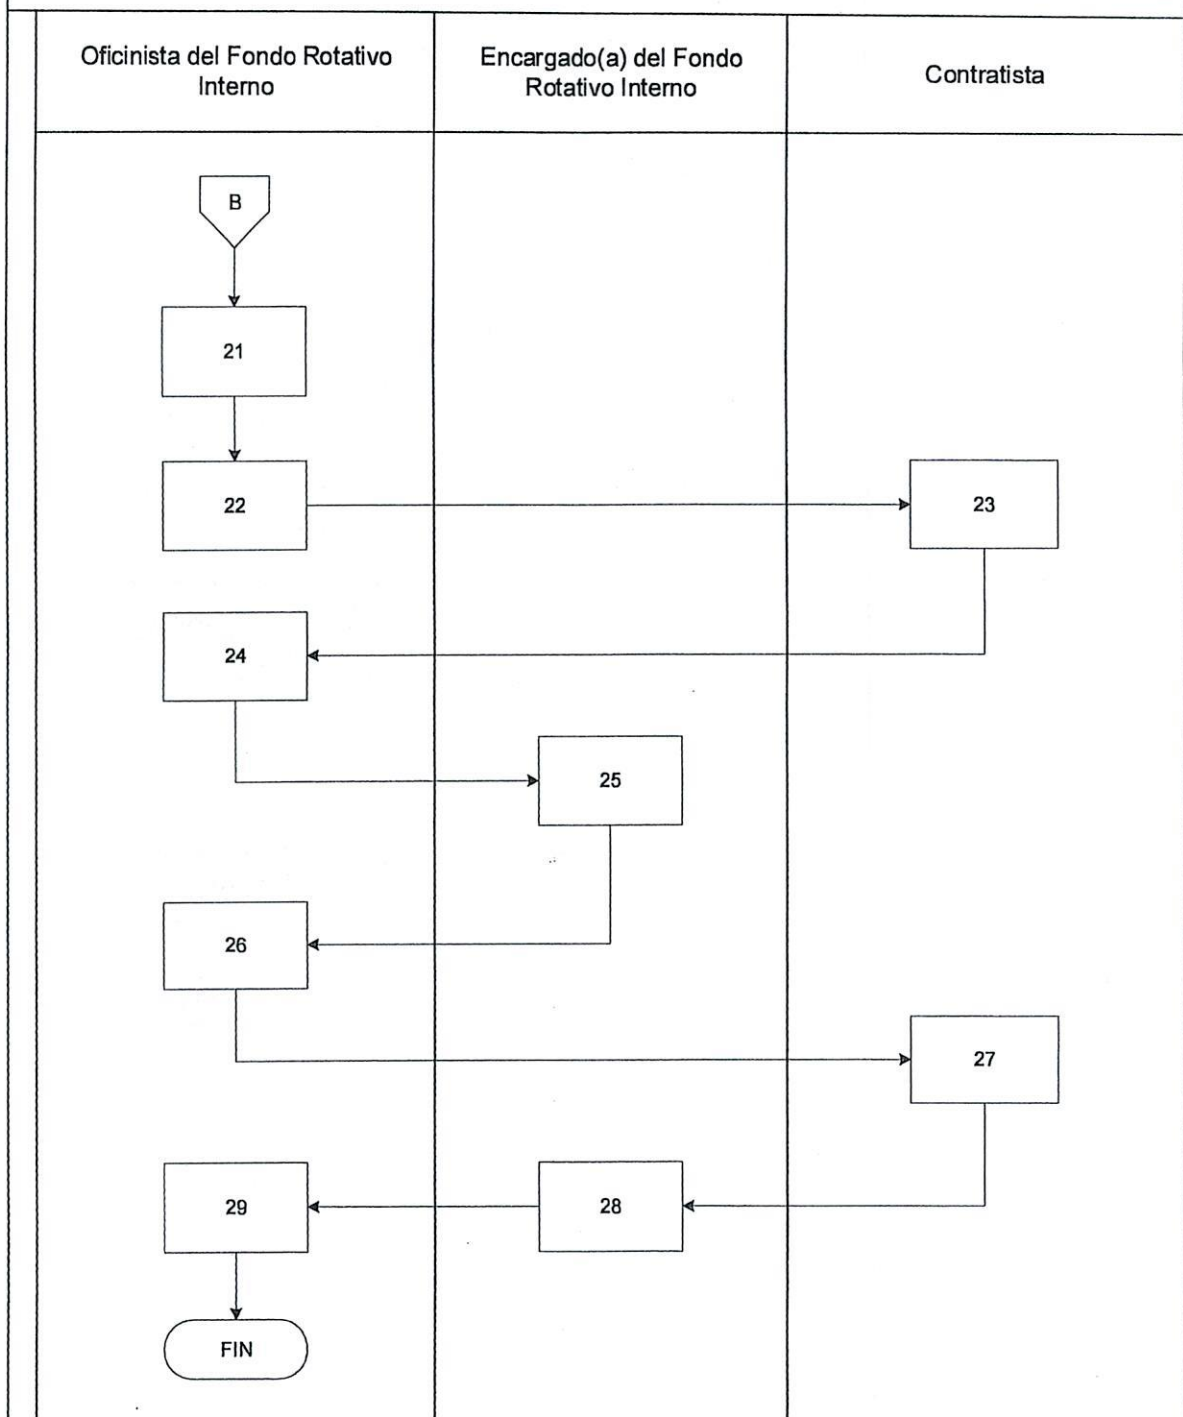 Oficinista del Fondo Rotativo
Interno
Encargado(a) del Fondo
Rotativo Interno
Contratista
B
21
22
23
24
25
26
27
29
28
FIN